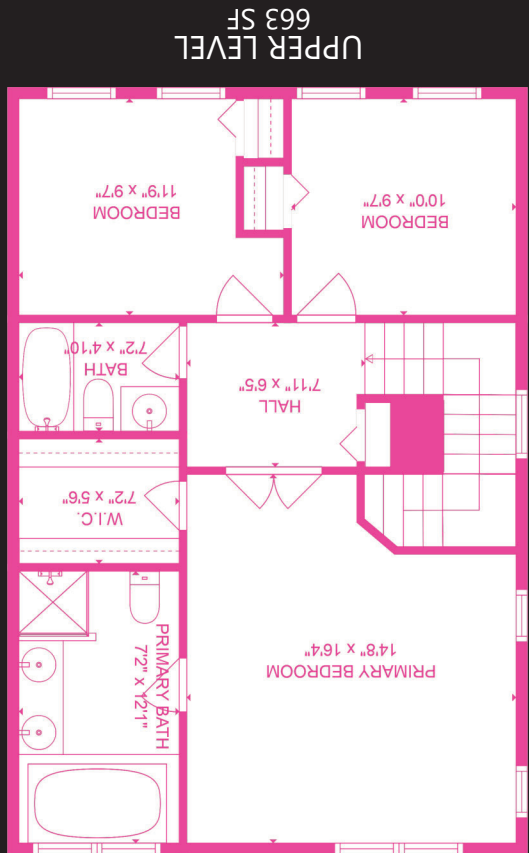 UPPER LEVEL
663 SF
PRIMARY BEDROOM
14'8" x 16'4"
PRIMARY BATH
7'2" x 12'1"
W.I.C.
7'2" x 5'6"
HALL
7'11" x 6'5"
BATH
7'2" x 4'10"
BEDROOM
10'0" x 9'7"
BEDROOM
11'9" x 9'7"